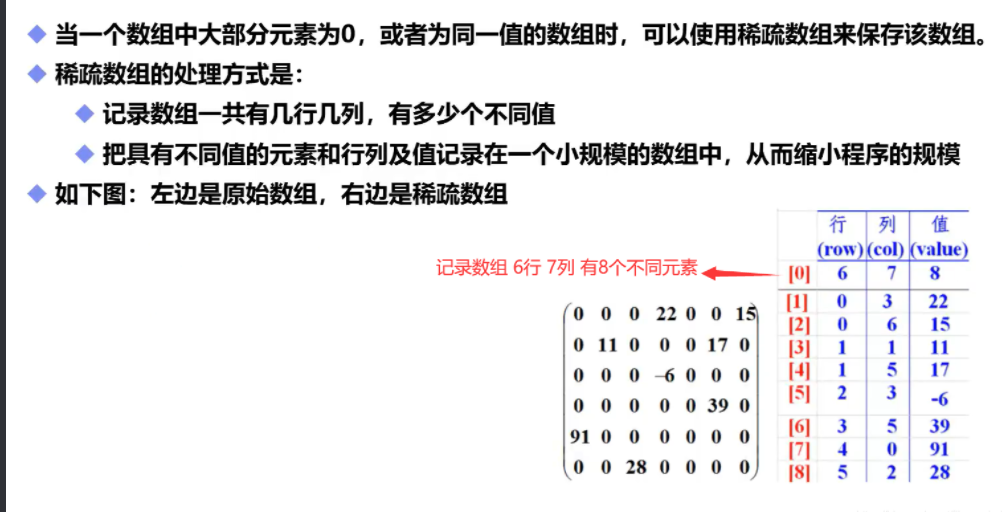 当一个数组中大部分元素为0，或者为同一值的数组时，可以使用稀疏数组来保存该数组。
稀疏数组的处理方式是：
记录数组一共有几行几列，有多少个不同值
把具有不同值的元素和行列及值记录在一个小规模的数组中，从而缩小程序的规模
如下图：左边是原始数组，右边是稀疏数组
记录数组 6行 7列 有8个不同元素
0 0 0 22 0 0 15
0 11 0 0 0 17 0
0 0 0 –6 0 0 0
0 0 0 0 0 39 0
91 0 0 0 0 0 0
0 0 28 0 0 0 0
行 列 值
(row) (col) (value)
[0] 6 7 8
[1] 0 3 22
[2] 0 6 15
[3] 1 1 11
[4] 1 5 17
[5] 2 3 -6
[6] 3 5 39
[7] 4 0 91
[8] 5 2 28